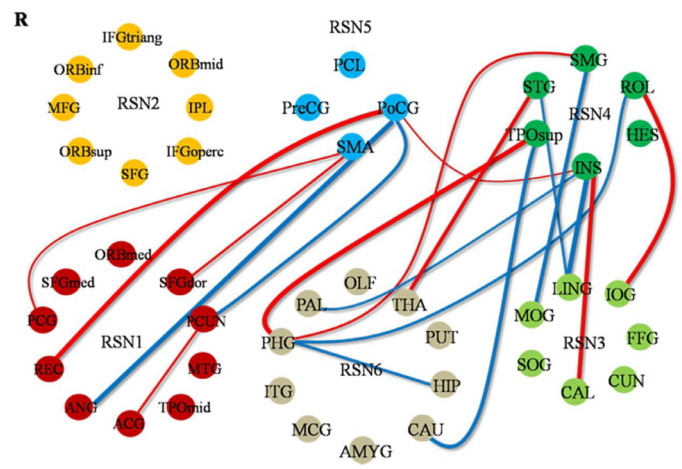 R
IFGtriang
ORBinf
ORBmid
MFG
RSN2
IPL
ORBsup
IFGoperc
SFG
RSN5
PCL
PreCG
PoCG
SMA
SMG
STG
ROL
RSN4
TPOsup
HES
INS
ORBmed
SFGmed
SFGdor
PCG
PCUN
RSN1
REC
MTG
ANG
TPOmid
ACG
OLF
PAL
THA
PHG
PUT
RSN6
ITG
HIP
MCG
CAU
AMYG
LING
IOG
MOG
FFG
RSN3
SOG
CUN
CAL